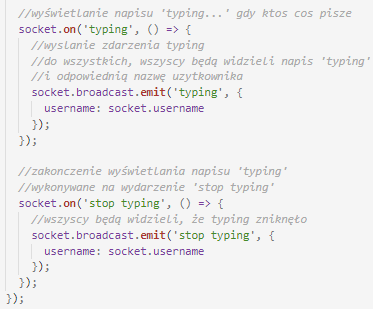 //wyświetlanie napisu 'typing...' gdy ktos cos pisze
socket.on('typing', () => {
//wyslanie zdarzenia typing
//do wszystkich, wszyscy będą widzieli napis 'typing'
//i odpowiednią nazwę uzytkownika
socket.broadcast.emit('typing', {
username: socket.username
});
});
//zakonczenie wyświetlania napisu 'typing'
//wykonywane na wydarzenie 'stop typing'
socket.on('stop typing', () => {
//wszyscy będą widzieli, że typing zniknęło
socket.broadcast.emit('stop typing', {
username: socket.username
});
});
});